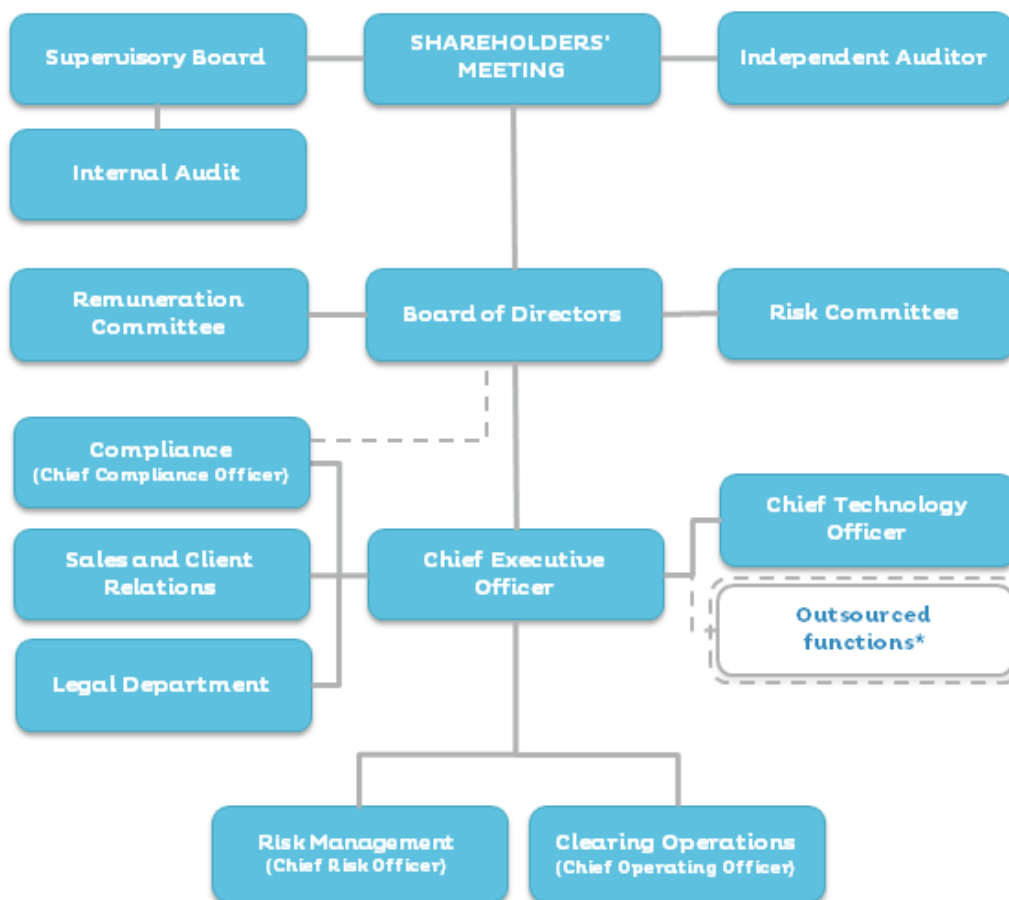 Supervisory Board
SHAREHOLDERS'
MEETING
Independent Auditor
Internal Audit
Remuneration
Committee
Board of Directors
Risk Committee
Compliance
(Chief Compliance Officer)
Sales and Client
Relations
Legal Department
Chief Executive
Officer
Chief Technology
Officer
Outsourced
functions*
Risk Management
(Chief Risk Officer)
Clearing Operations
(Chief Operating Officer)